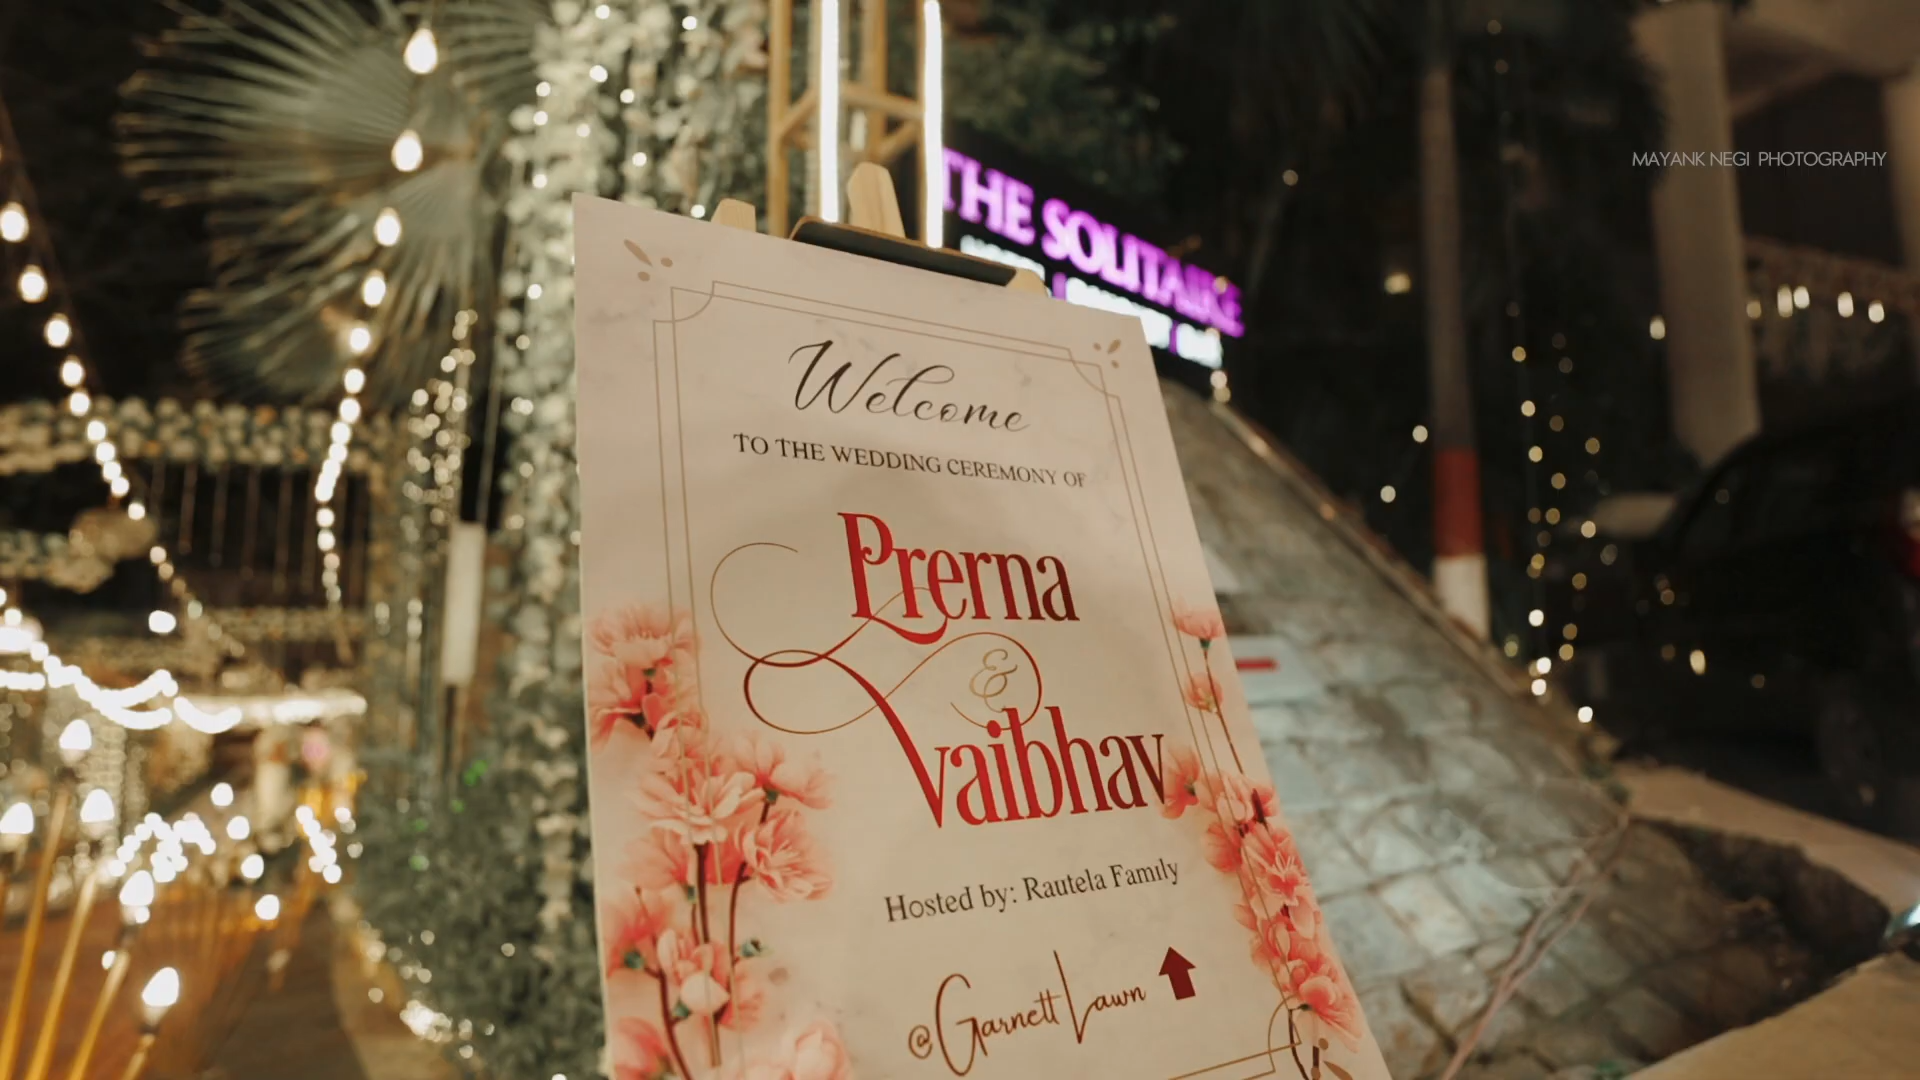 MAYANK NEGI PHOTOGRAPHY
THE SOLITAIRE
Welcome
TO THE WEDDING CEREMONY OF
Prerna
&
Vaibhav
Hosted by: Rautela Family
@Garnett Lawn